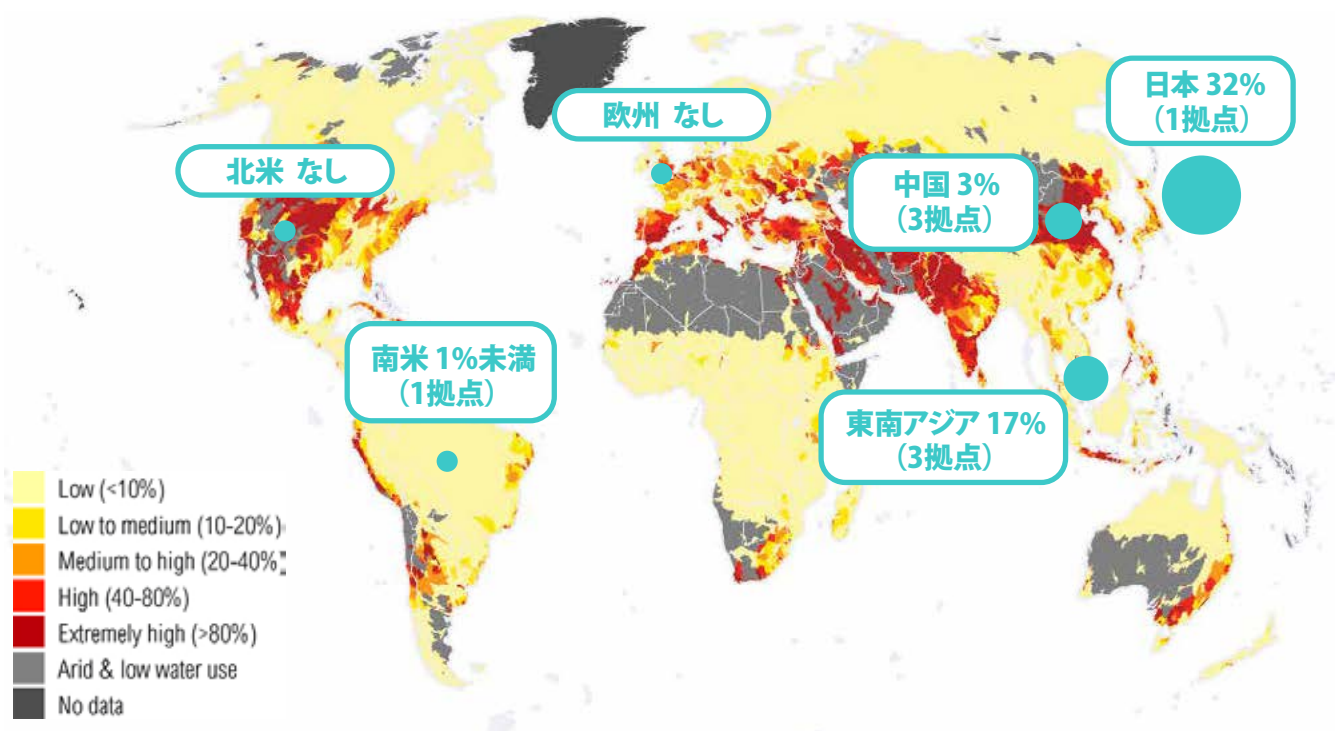 日本 32%
（1拠点）
欧州 なし
北米 なし
中国 3%
（3拠点）
南米 1%未満
（1拠点）
東南アジア 17%
（3拠点）
Low (<10%)
Low to medium (10-20%)
Medium to high (20-40%
High (40-80%)
Extremely high (>80%)
Arid & low water use
No data